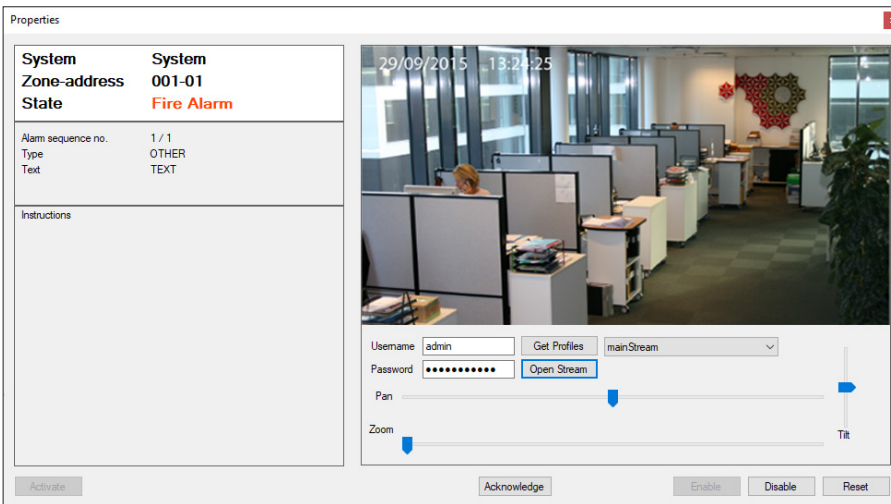 Properties
System System
Zone-address 001-01
State Fire Alarm
Alarm sequence no. 1 / 1
Type OTHER
Text TEXT
Instructions
29/09/2015 13:24:25
Username admin Get Profiles mainStream
Password ●●●●●●●●●●● Open Stream
Pan
Zoom
Tilt
Activate Acknowledge Enable Disable Reset